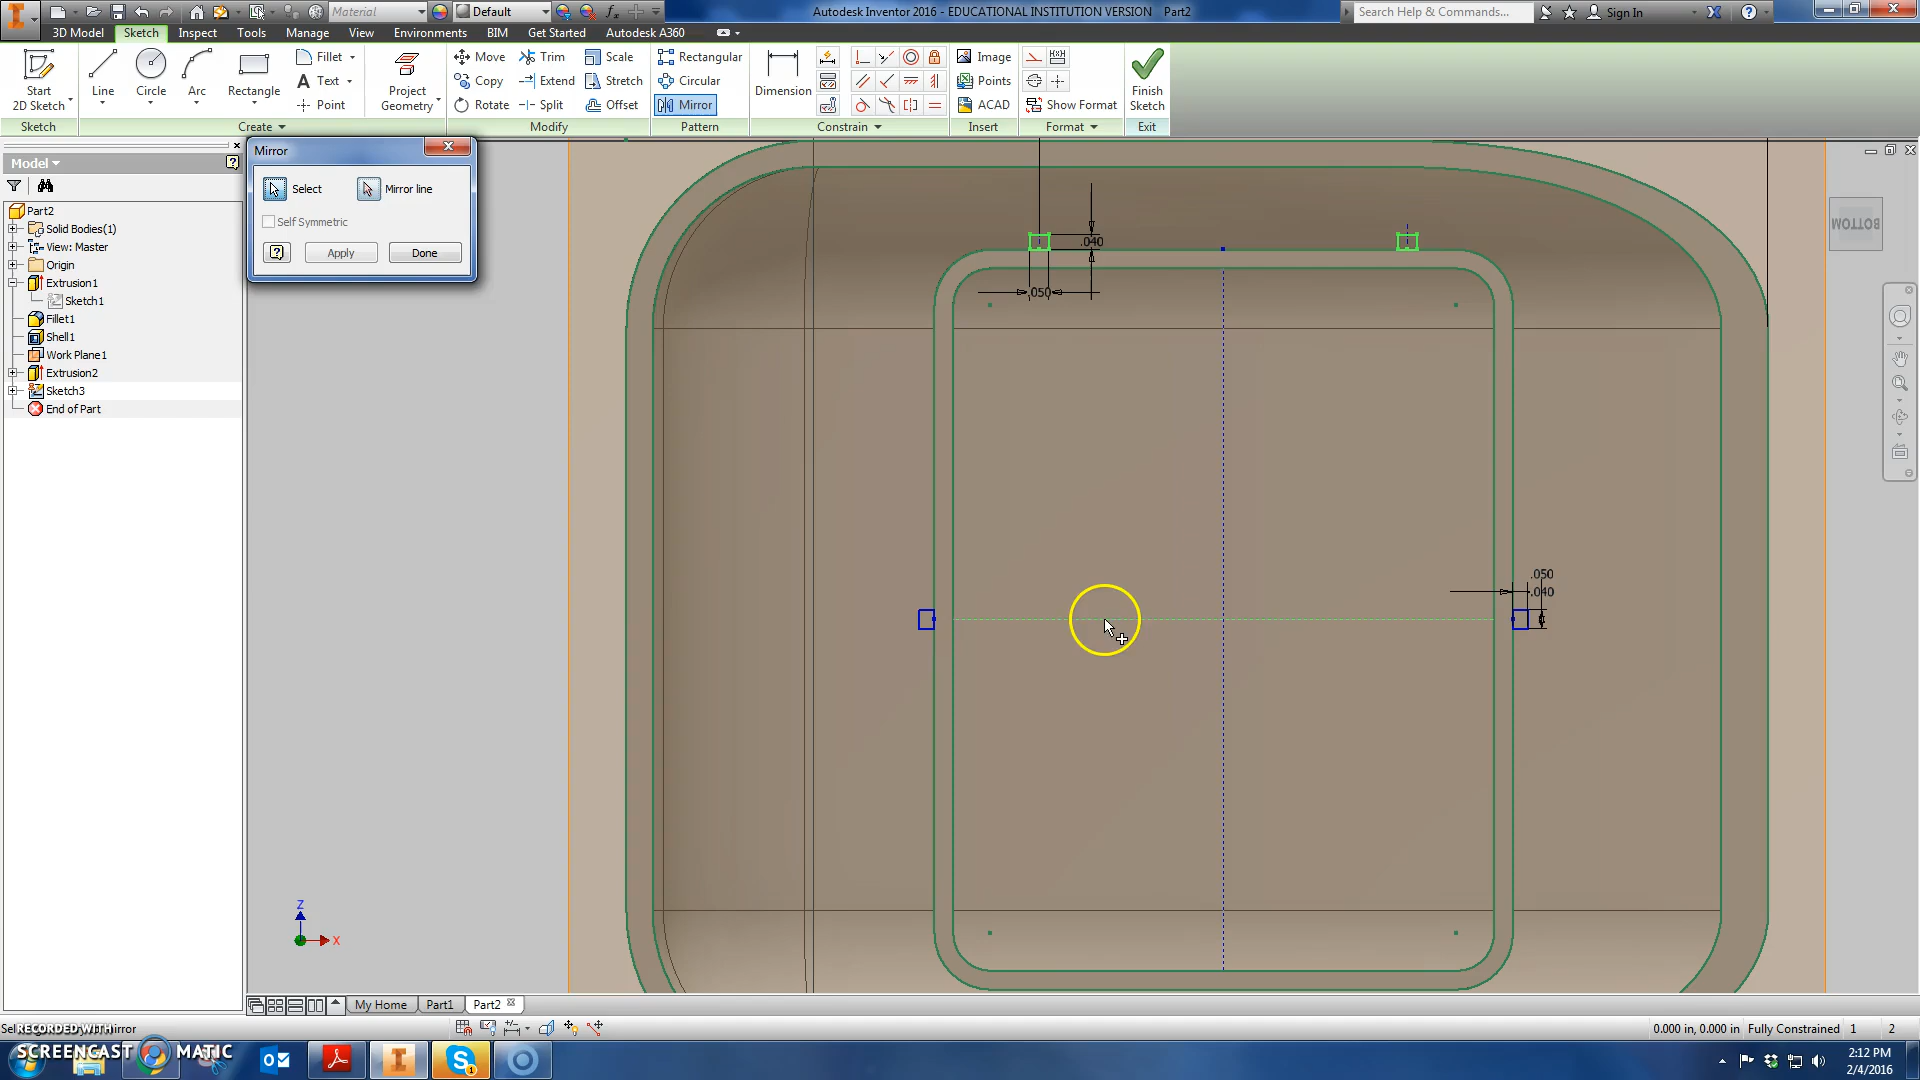 Material
Default
Autodesk Inventor 2016 - EDUCATIONAL INSTITUTION VERSION Part2
Search Help & Commands...
Sign In
3D Model
Sketch
Inspect
Tools
Manage
View
Environments
BIM
Get Started
Autodesk A360
Start
2D Sketch
Line
Circle
Arc
Rectangle
Fillet
Text
Point
Project
Geometry
Move
Copy
Rotate
Trim
Extend
Split
Scale
Stretch
Offset
Rectangular
Circular
Mirror
Dimension
Image
Points
ACAD
Show Format
Finish
Sketch
Sketch
Create
Modify
Pattern
Constrain
Insert
Format
Exit
Model
Part2
Solid Bodies(1)
View: Master
Origin
Extrusion1
Sketch1
Fillet1
Shell1
Work Plane1
Extrusion2
Sketch3
End of Part
Mirror
Select
Mirror line
Self Symmetric
Apply
Done
BOTTOM
.040
.050
.050
.040
Z
X
My Home
Part1
Part2
RECORDED WITH
SCREENCAST MATIC
0.000 in, 0.000 in
Fully Constrained
1
2
2:12 PM
2/4/2016